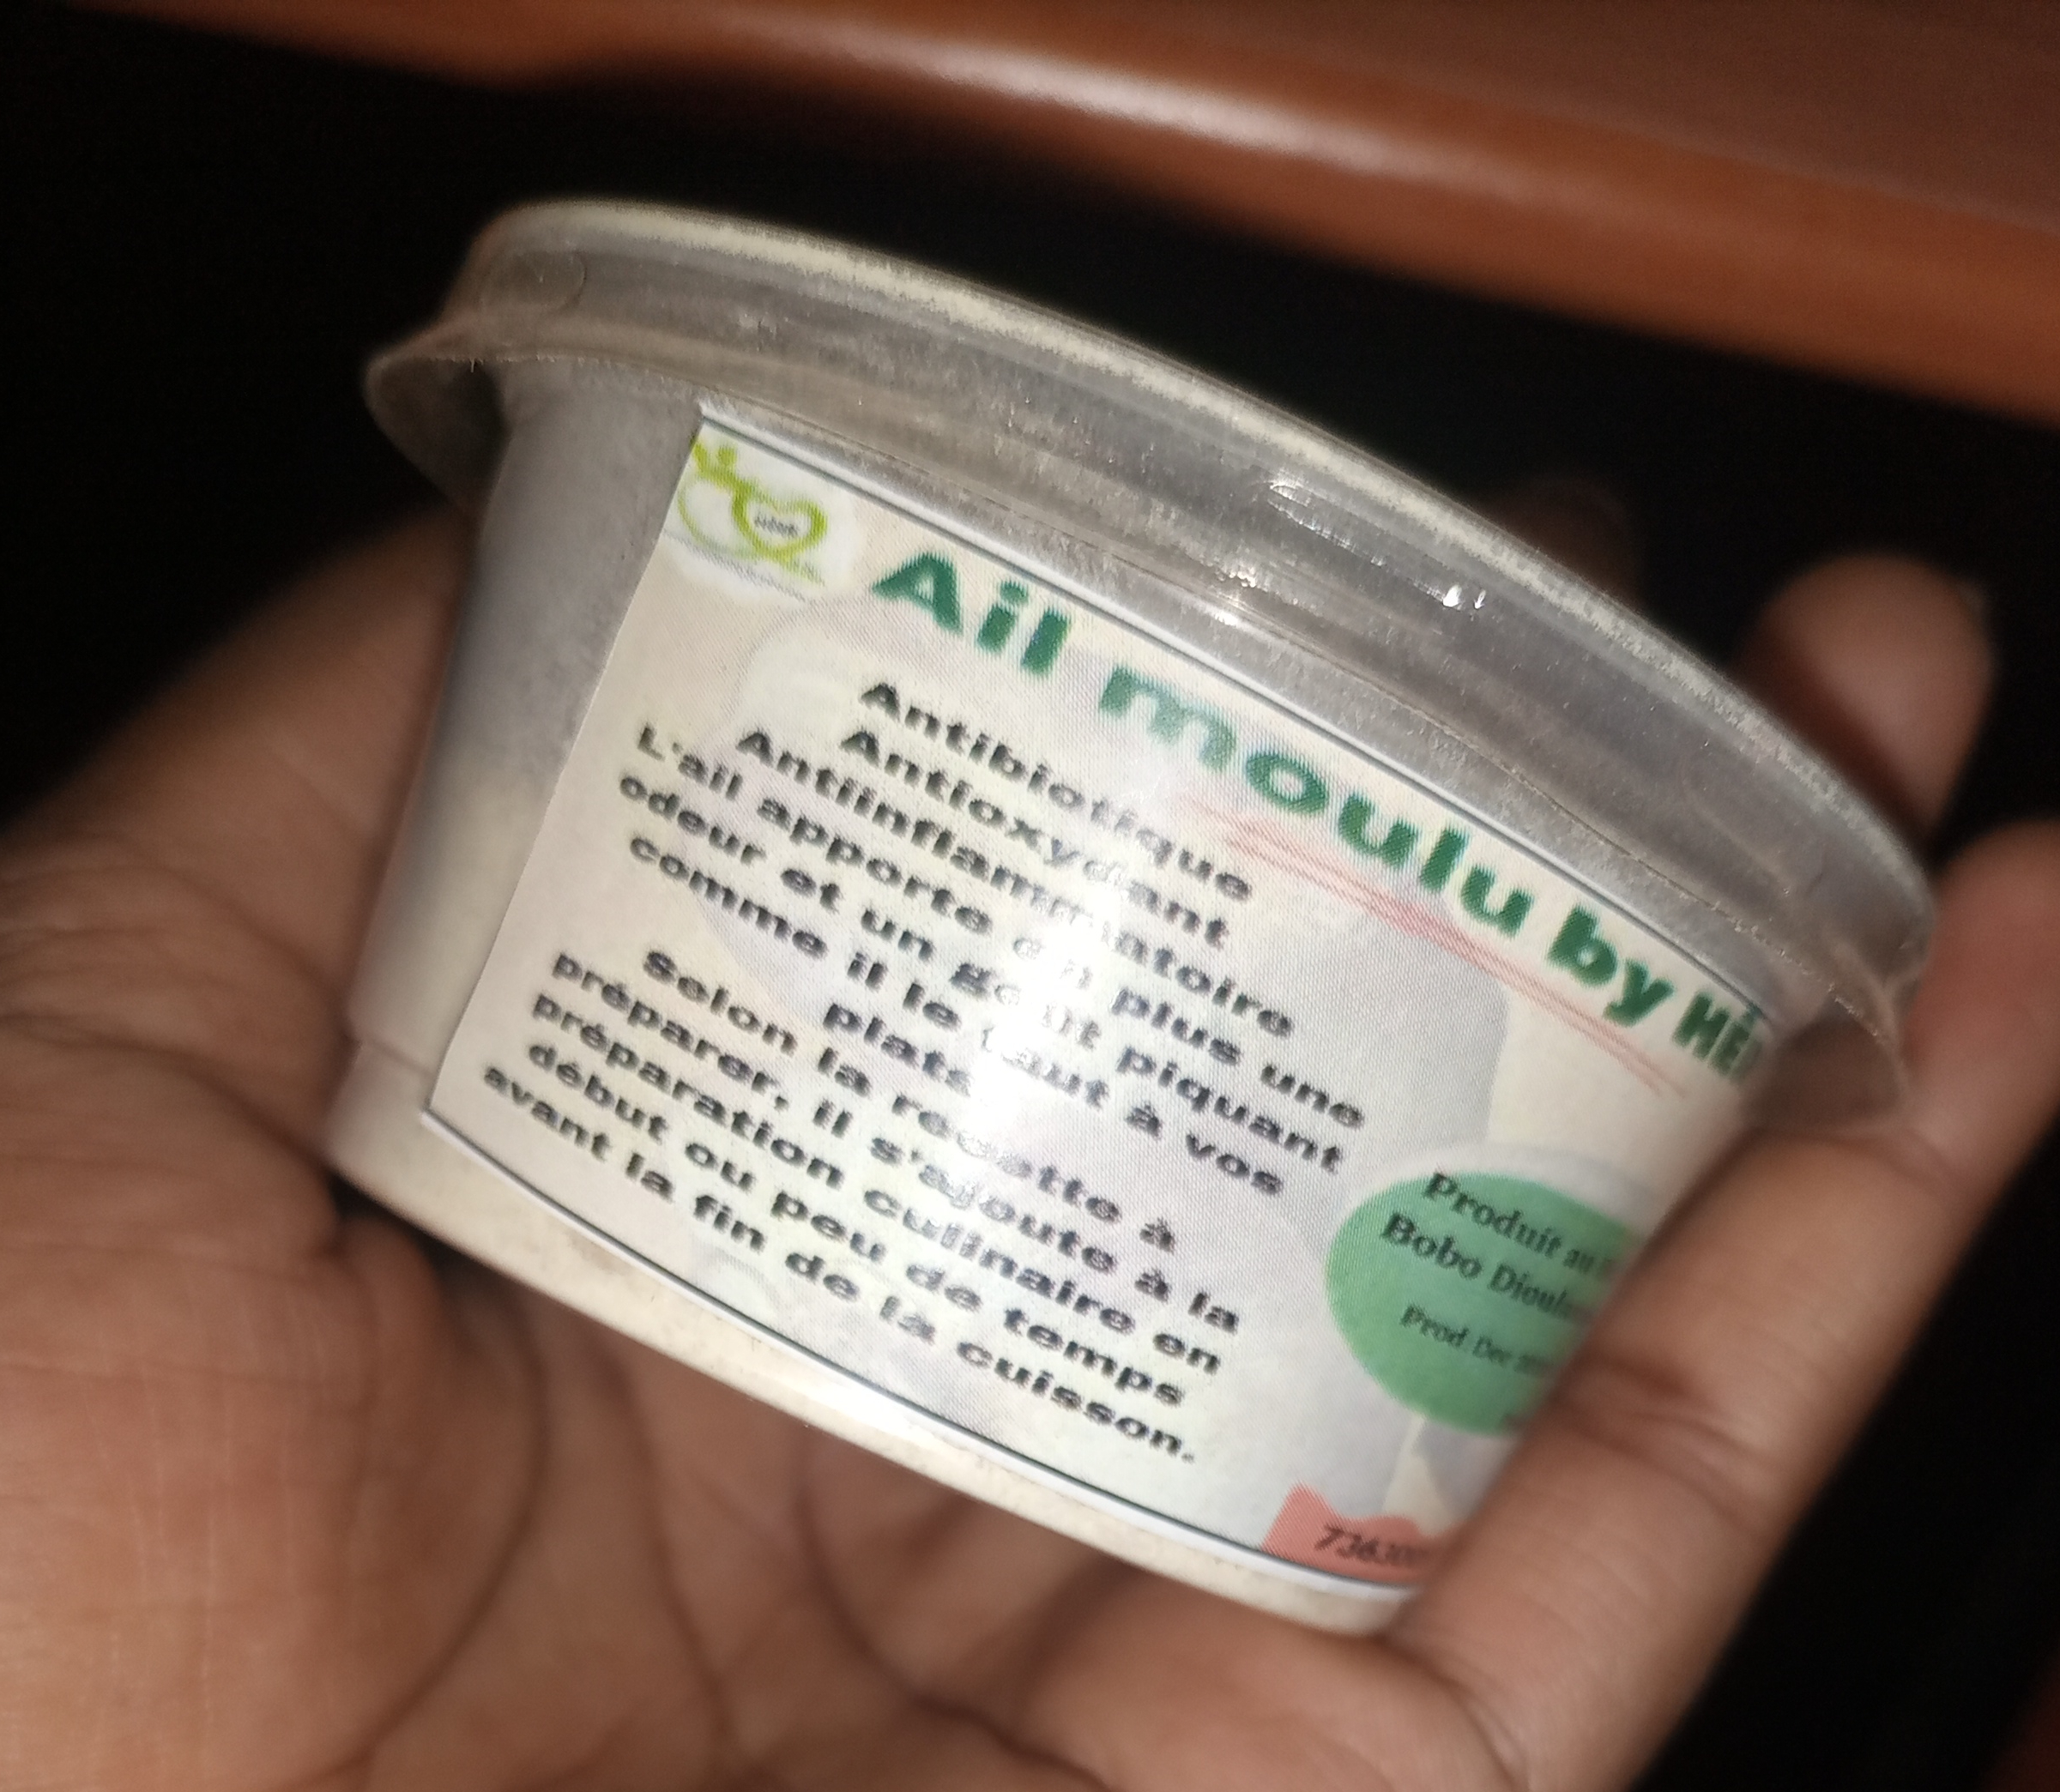 Ail moulu by
Antibiotique
Antioxydant
Antiinflammatoire
L'ail apporte en plus une
odeur et un goût piquant
comme il le faut à vos
plats
Selon la recette à
préparer, il s'ajoute à la
préparation culinaire en
début ou peu de temps
avant la fin de la cuisson.
Produit au
Bobo
Prod Dec